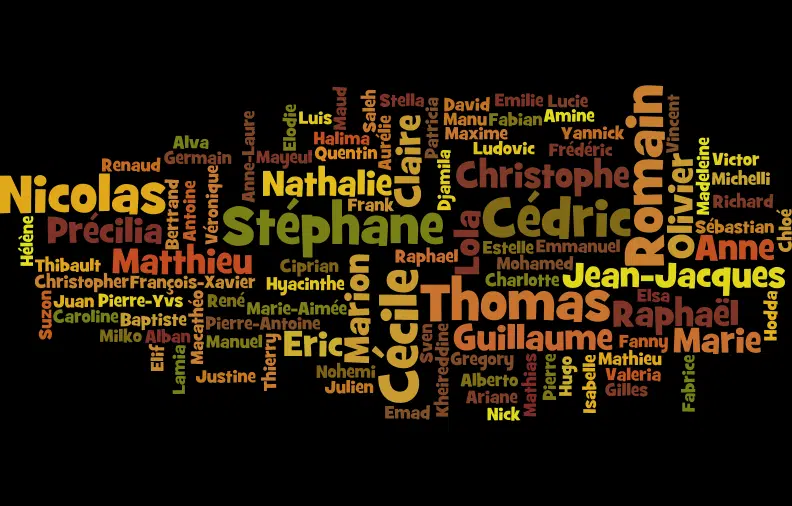 Maud
Saleh
Stella
Patricia
David
Emilie
Lucie
Romain
Vincent
Elodie
Luis
Manu
Fabian
Amine
Anne-Laure
Halima
Aurélie
Claire
Maxime
Yannick
Alva
Germain
Mayeul
Quentin
Djamila
Ludovic
Frédéric
Madeleine
Victor
Renaud
Nathalie
Christophe
Olivier
Michelli
Nicolas
Bertrand
Antoine
Véronique
Frank
Richard
Hélène
Précilia
Stéphane
Lola
Cédric
Sébastian
Chloé
Estelle
Emmanuel
Anne
Thibault
Matthieu
Ciprian
Marion
Raphael
Mohamed
Christopher
François-Xavier
Hyacinthe
Cécile
Charlotte
Jean-Jacques
Suzon
Juan
Pierre-Yvs
Macathéo
René
Marie-Aimée
Thomas
Elsa
Raphaël
Hodda
Caroline
Baptiste
Pierre-Antoine
Milko
Alban
Manuel
Eric
Sven
Kheireddine
Guillaume
Fanny
Marie
Elif
Lamia
Thierry
Gregory
Mathias
Pierre
Hugo
Isabelle
Mathieu
Fabrice
Justine
Nohemi
Julien
Alberto
Valeria
Ariane
Gilles
Emad
Nick